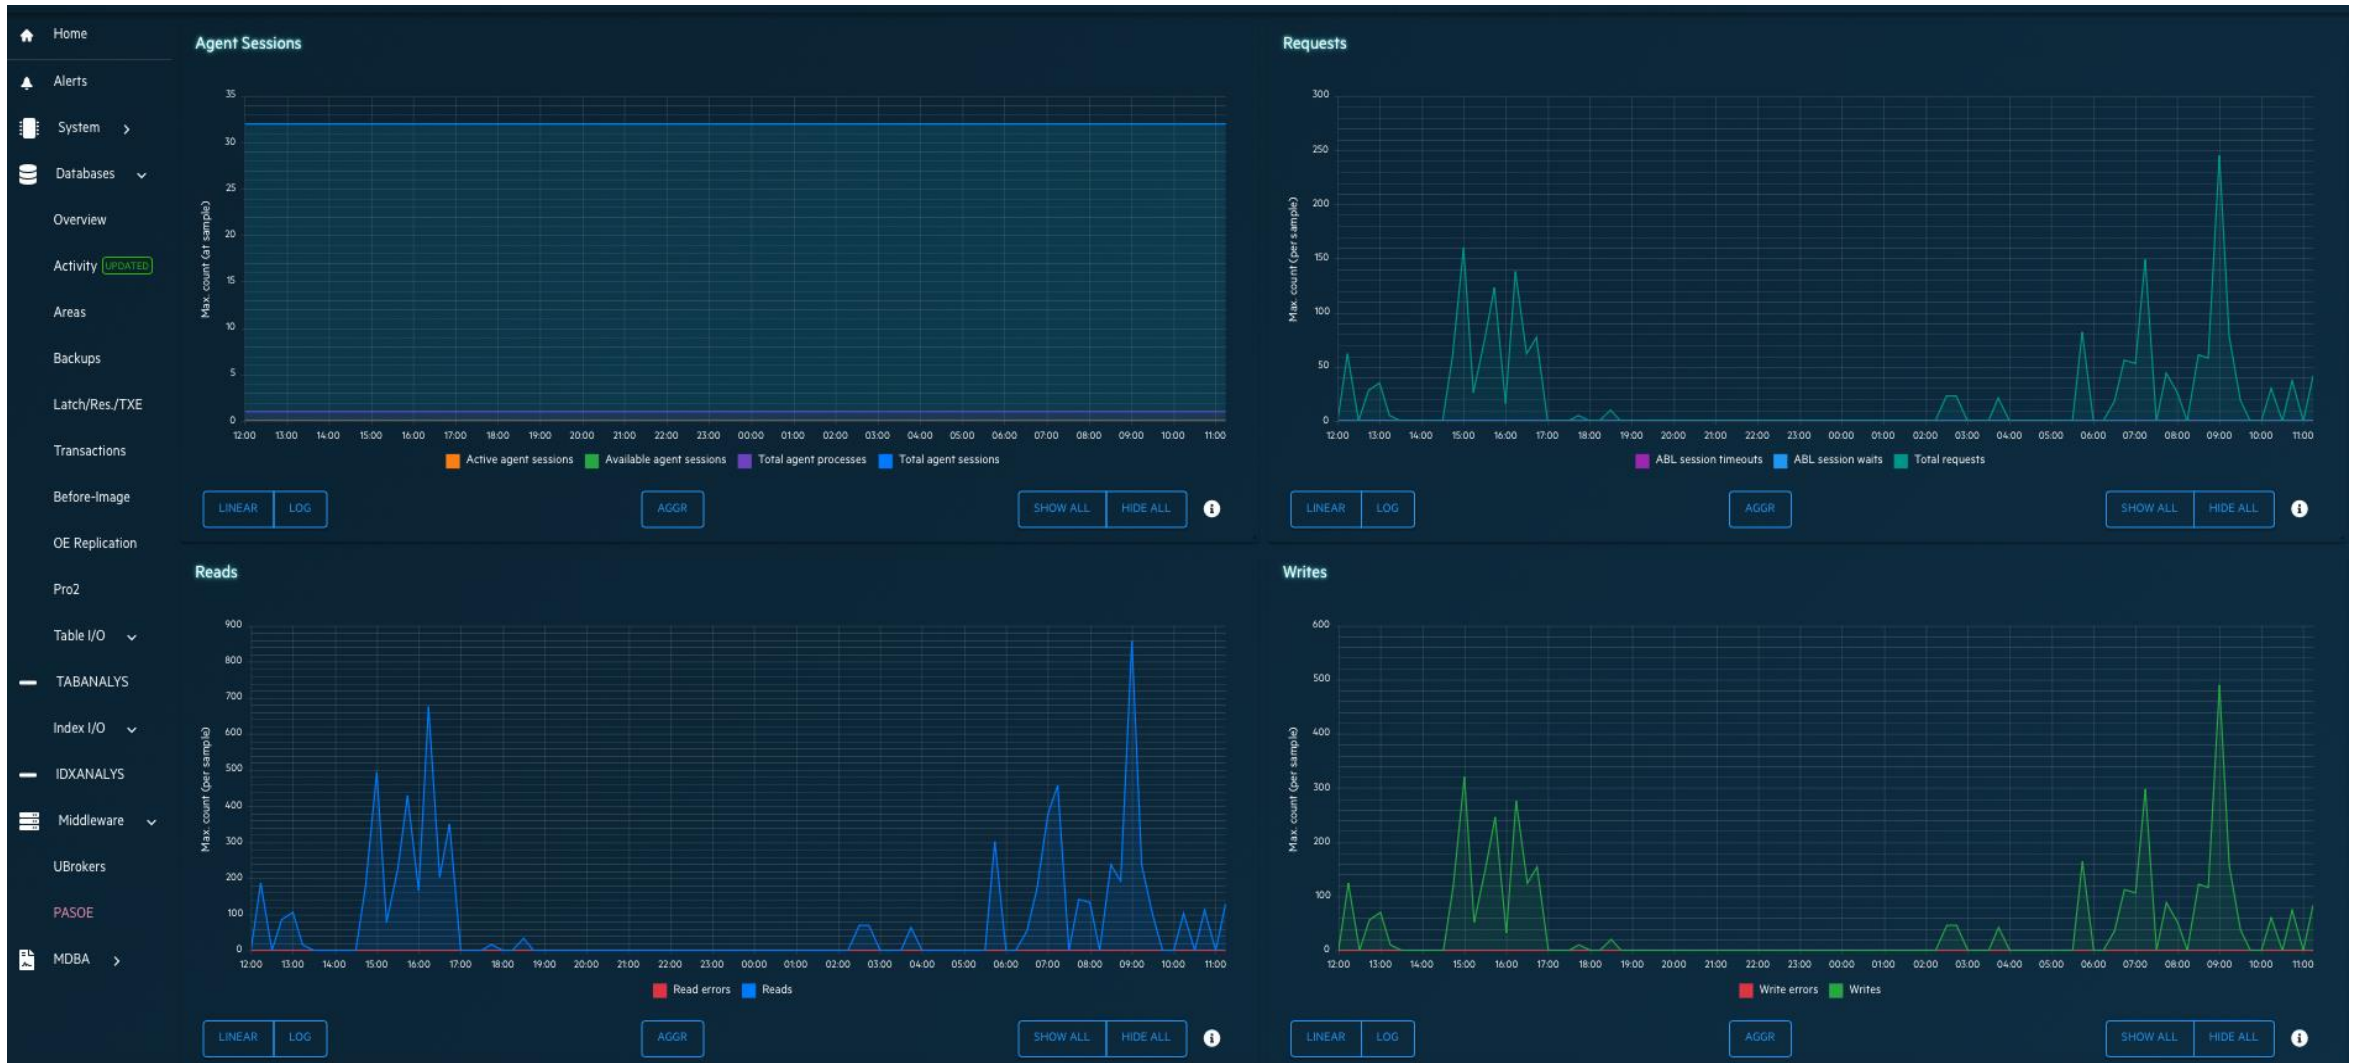 Home
Alerts
System
Databases
Overview
Activity UPDATED
Areas
Backups
Latch/Res./TXE
Transactions
Before-Image
OE Replication
Pro2
Table I/O
TABANALYS
Index I/O
IDXANALYS
Middleware
UBrokers
PASOE
MDBA
Agent Sessions
Max. count (at sample)
35
30
25
20
15
10
5
0
12:00 13:00 14:00 15:00 16:00 17:00 18:00 19:00 20:00 21:00 22:00 23:00 00:00 01:00 02:00 03:00 04:00 05:00 06:00 07:00 08:00 09:00 10:00 11:00
Active agent sessions Available agent sessions Total agent processes Total agent sessions
LINEAR LOG AGGR SHOW ALL HIDE ALL
Requests
Max. count (per sample)
300
250
200
150
100
50
0
12:00 13:00 14:00 15:00 16:00 17:00 18:00 19:00 20:00 21:00 22:00 23:00 00:00 01:00 02:00 03:00 04:00 05:00 06:00 07:00 08:00 09:00 10:00 11:00
ABL session timeouts ABL session waits Total requests
LINEAR LOG AGGR SHOW ALL HIDE ALL
Reads
Max. count (per sample)
900
800
700
600
500
400
300
200
100
0
12:00 13:00 14:00 15:00 16:00 17:00 18:00 19:00 20:00 21:00 22:00 23:00 00:00 01:00 02:00 03:00 04:00 05:00 06:00 07:00 08:00 09:00 10:00 11:00
Read errors Reads
LINEAR LOG AGGR SHOW ALL HIDE ALL
Writes
Max. count (per sample)
600
500
400
300
200
100
0
12:00 13:00 14:00 15:00 16:00 17:00 18:00 19:00 20:00 21:00 22:00 23:00 00:00 01:00 02:00 03:00 04:00 05:00 06:00 07:00 08:00 09:00 10:00 11:00
Write errors Writes
LINEAR LOG AGGR SHOW ALL HIDE ALL